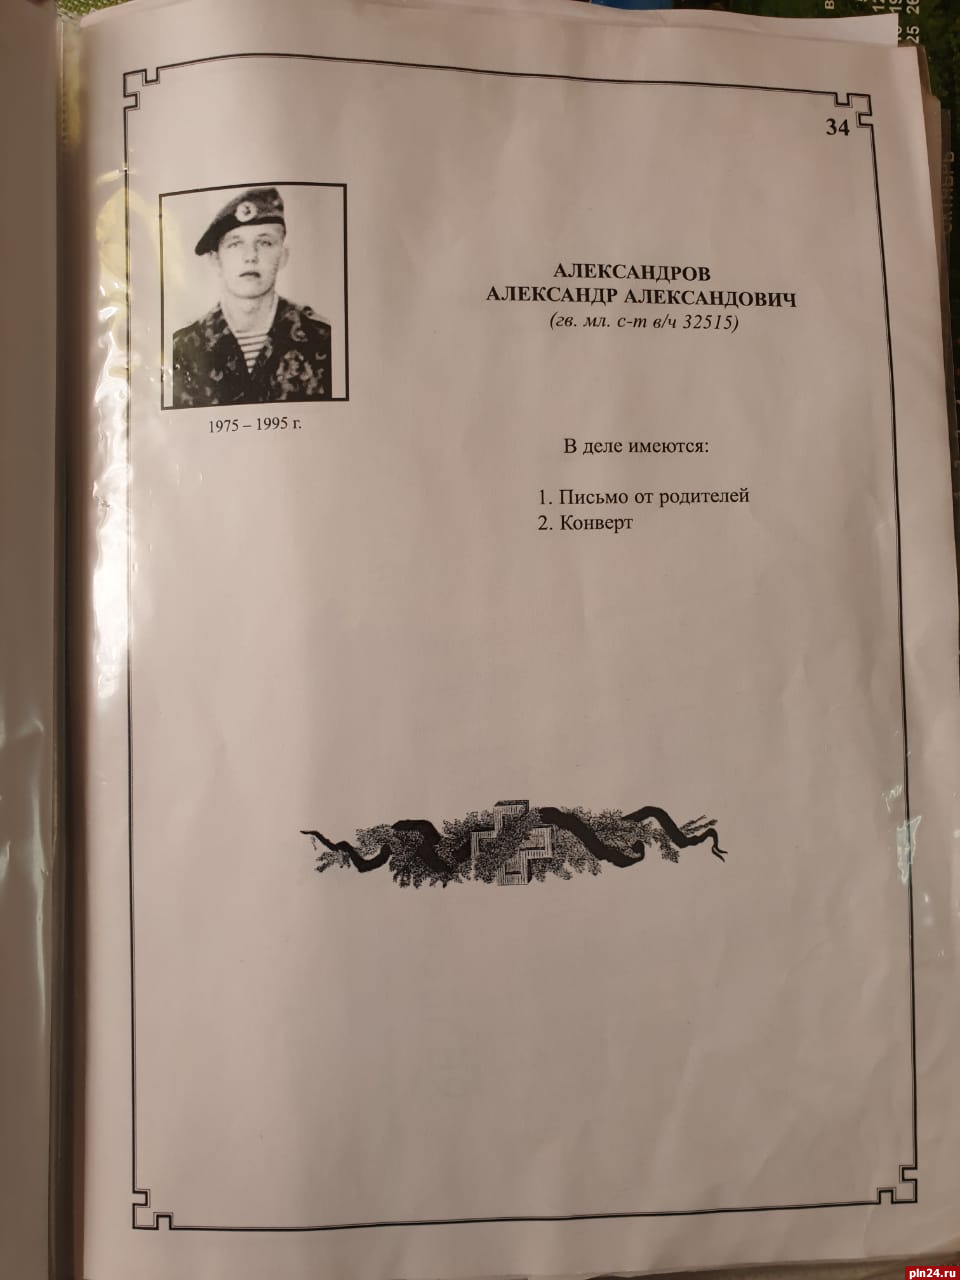 34
АЛЕКСАНДРОВ
АЛЕКСАНДР АЛЕКСАНДОВИЧ
(гв. мл. с-т в/ч 32515)
1975 – 1995 г.
В деле имеются:
1. Письмо от родителей
2. Конверт
pln24.ru